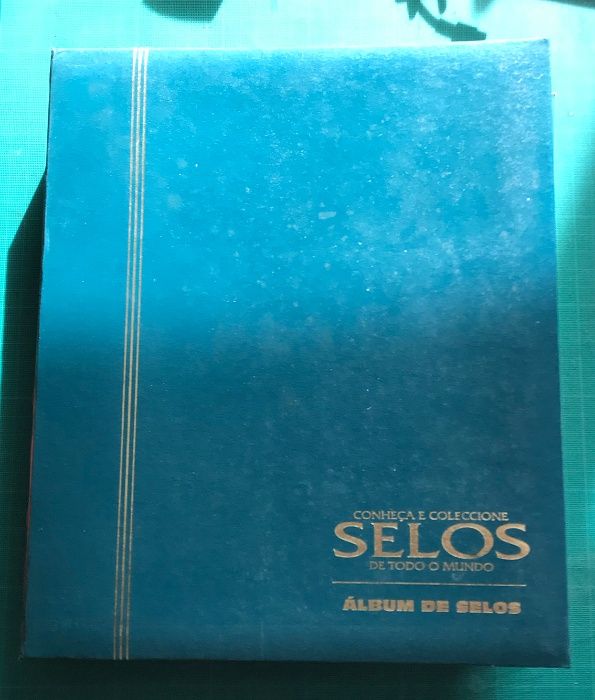 CONHEÇA E COLECCIONE
SELOS
DE TODO O MUNDO
ÁLBUM DE SELOS